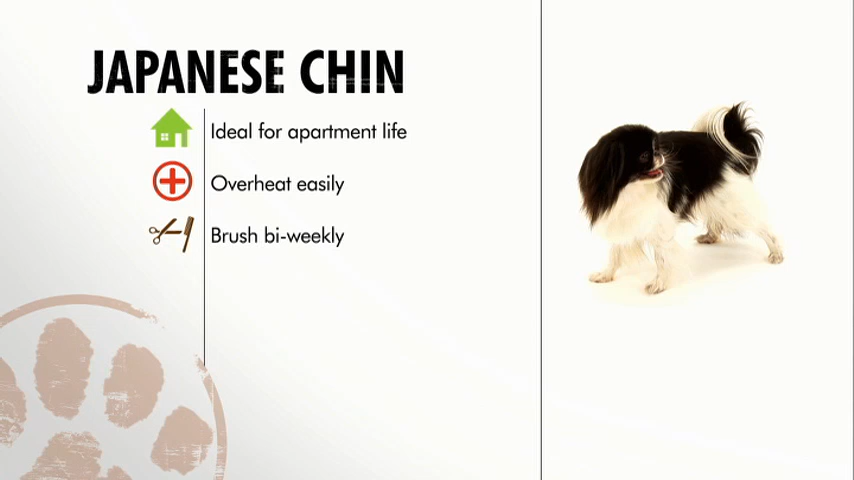 JAPANESE CHIN
Ideal for apartment life
Overheat easily
Brush bi-weekly